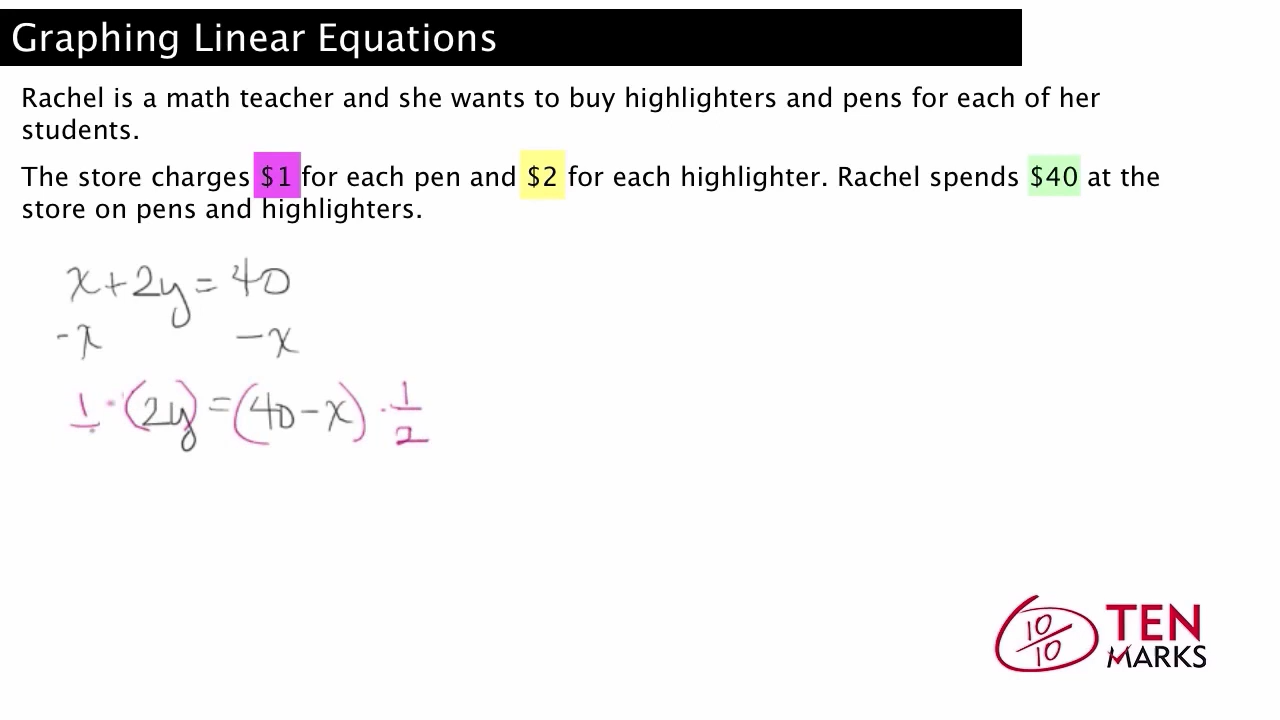 Graphing Linear Equations
Rachel is a math teacher and she wants to buy highlighters and pens for each of her
students.
The store charges $1 for each pen and $2 for each highlighter. Rachel spends $40 at the
store on pens and highlighters.
x+2y=40
-x -x
1/ · (2y) = (40-x) · 1/2
10/10 TEN
MARKS